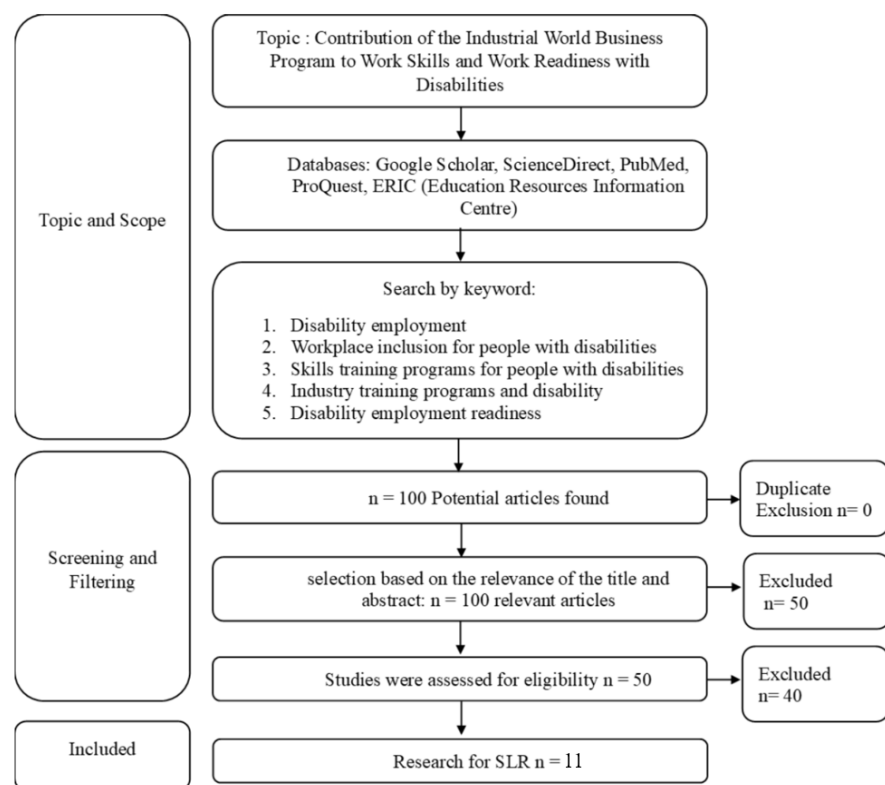 Topic : Contribution of the Industrial World Business
Program to Work Skills and Work Readiness with
Disabilities
Databases: Google Scholar, ScienceDirect, PubMed,
ProQuest, ERIC (Education Resources Information
Centre)
Topic and Scope
Search by keyword:
1. Disability employment
2. Workplace inclusion for people with disabilities
3. Skills training programs for people with disabilities
4. Industry training programs and disability
5. Disability employment readiness
n = 100 Potential articles found
Duplicate
Exclusion n= 0
Screening and
Filtering
selection based on the relevance of the title and
abstract: n = 100 relevant articles
Excluded
n= 50
Studies were assessed for eligibility n = 50
Excluded
n= 40
Included
Research for SLR n = 11